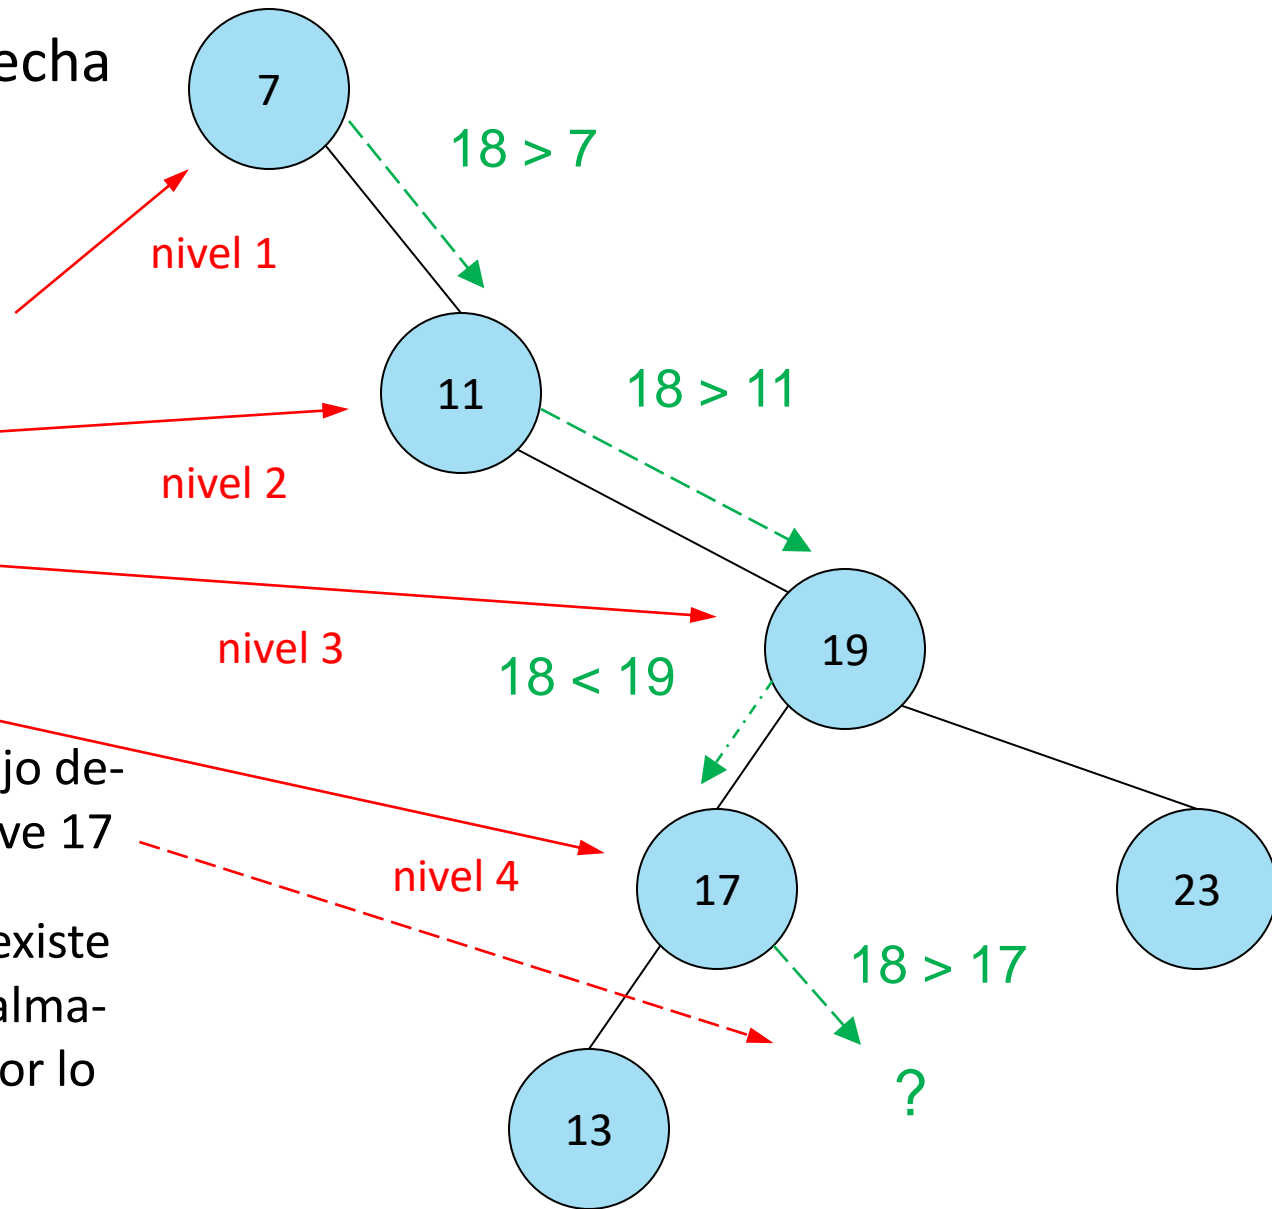 echa
7
18 > 7
nivel 1
11
18 > 11
nivel 2
19
nivel 3
18 < 19
jo de-
ve 17
nivel 4
17
23
existe
18 > 17
alma-
or lo
?
13